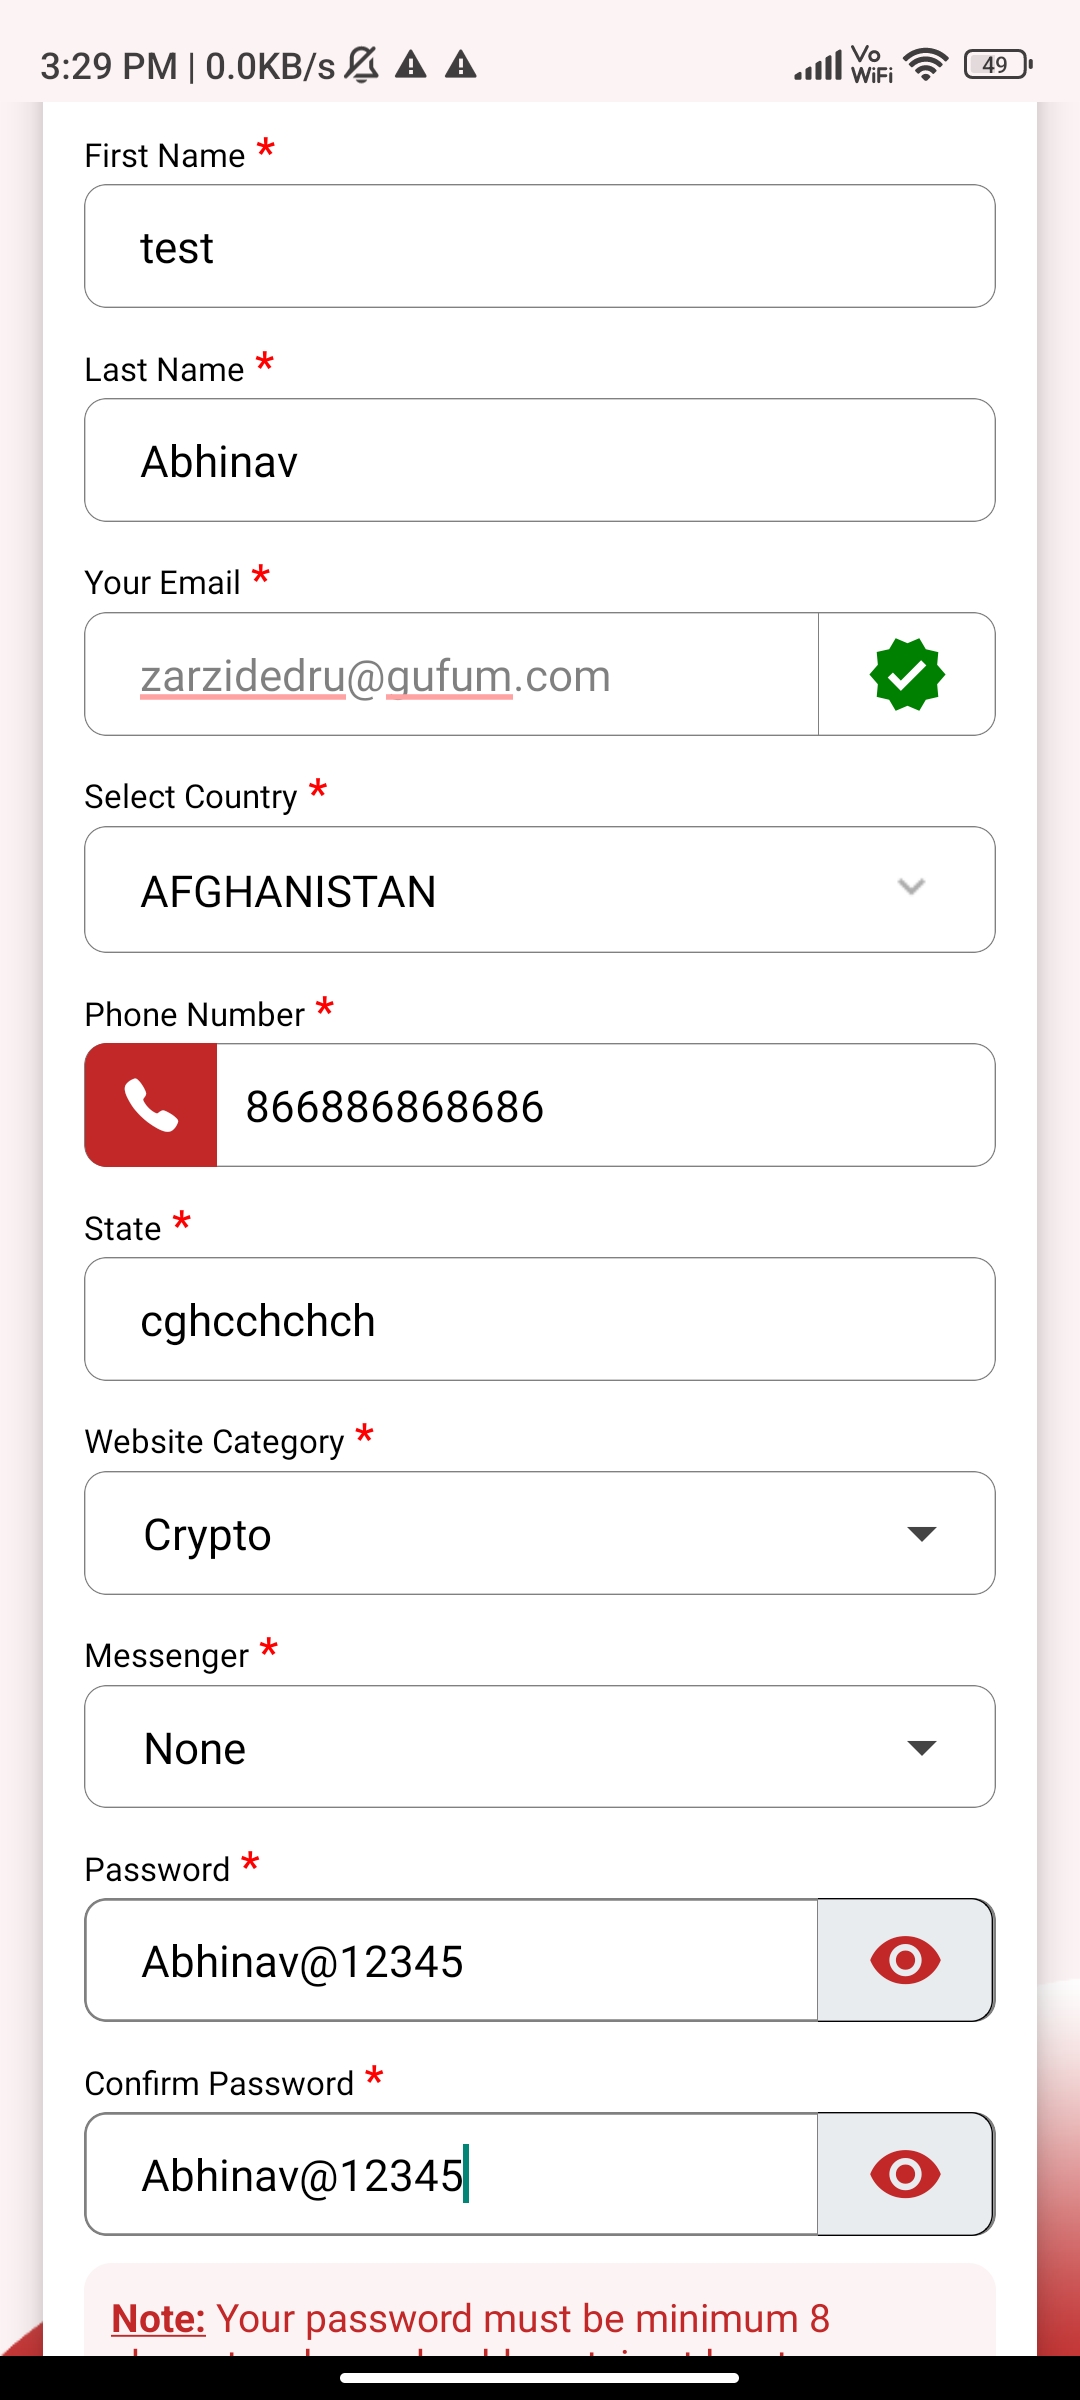 3:29 PM | 0.0KB/s
Vo
WiFi
49
First Name *
test
Last Name *
Abhinav
Your Email *
zarzidedru@gufum.com
Select Country *
AFGHANISTAN
Phone Number *
866886868686
State *
cghcchchch
Website Category *
Crypto
Messenger *
None
Password *
Abhinav@12345
Confirm Password *
Abhinav@12345
Note: Your password must be minimum 8